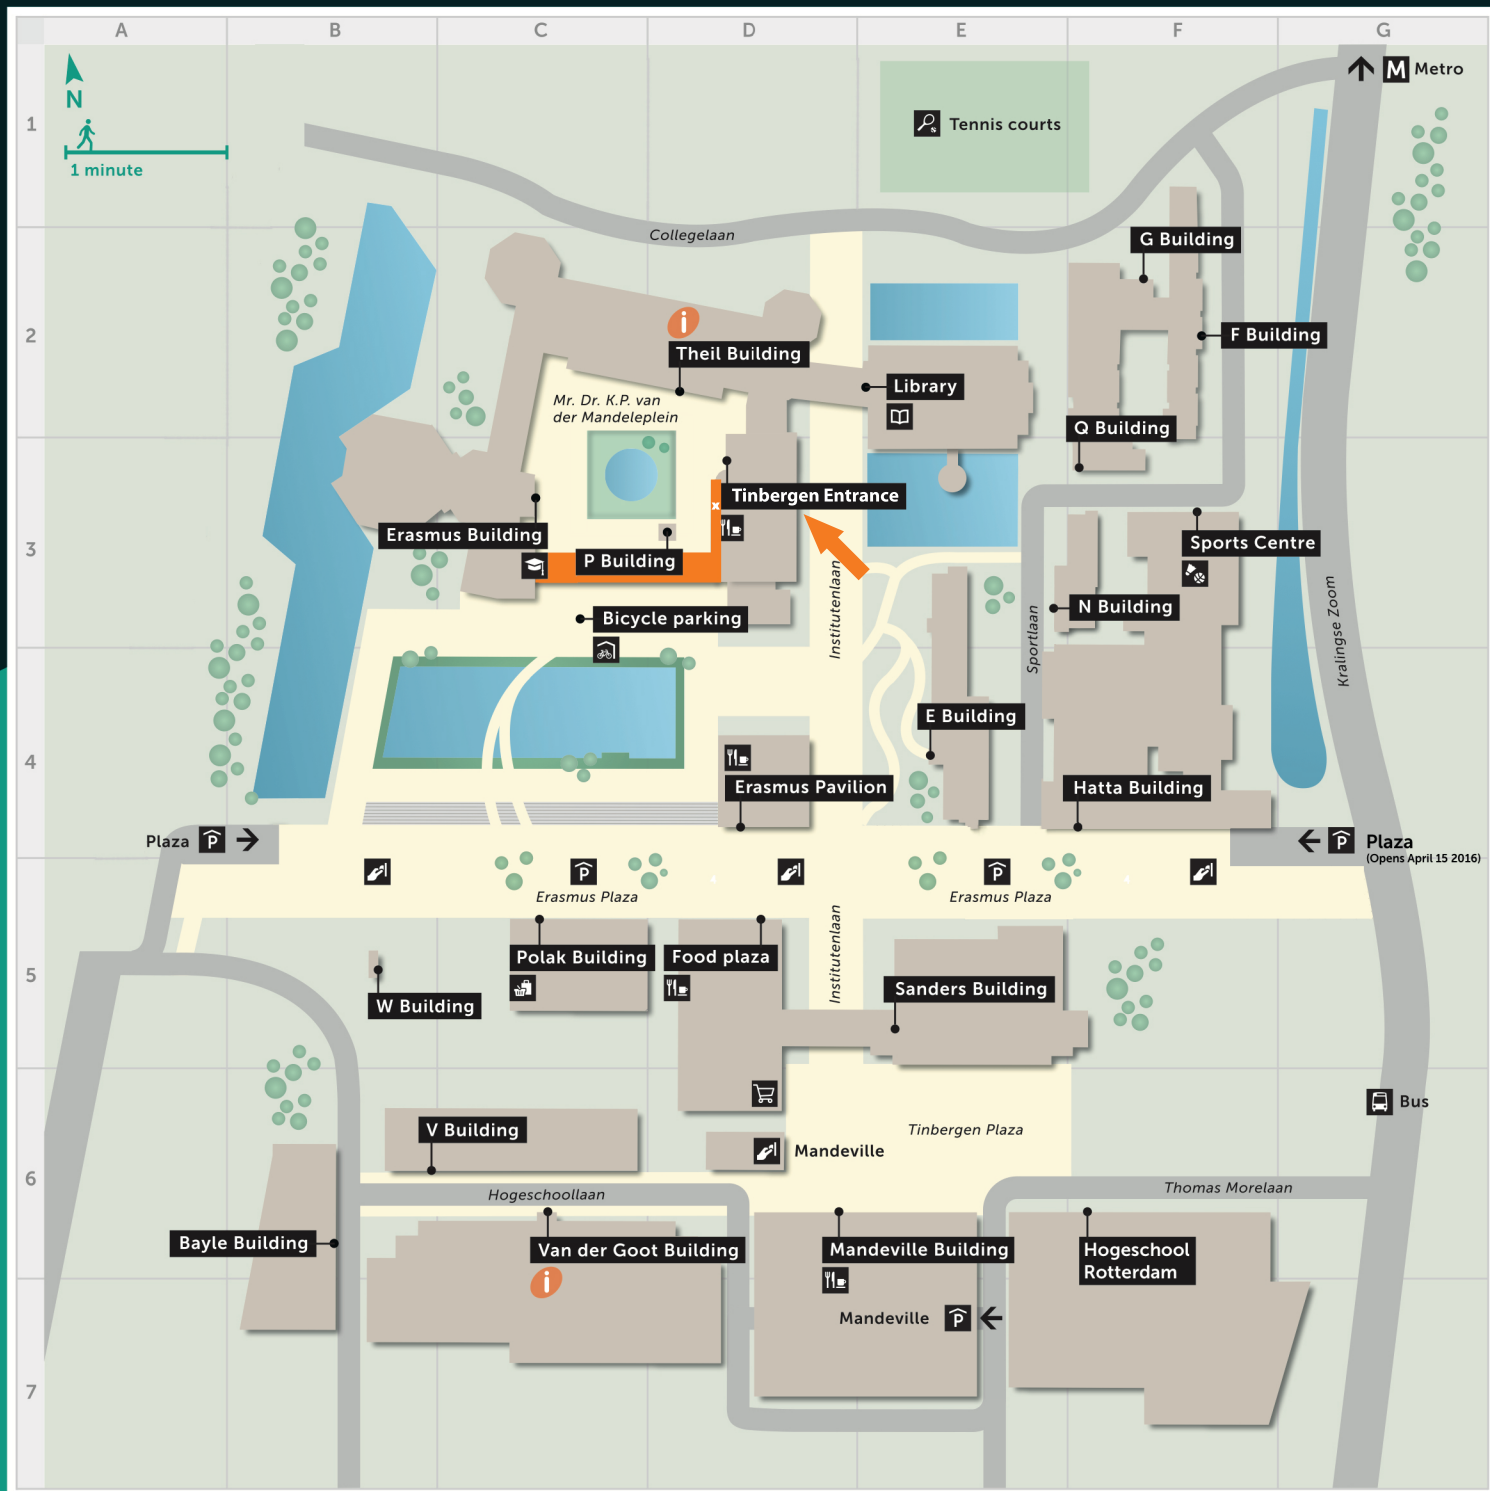 A
B
C
D
E
F
G
N
1 minute
M Metro
1
Tennis courts
Collegelaan
G Building
2
i
F Building
Theil Building
Library
Mr. Dr. K.P. van
der Mandeleplein
Q Building
Tinbergen Entrance
x
Erasmus Building
P Building
Sports Centre
3
Institutenlaan
Sportlaan
Kralingse Zoom
N Building
Bicycle parking
E Building
4
Erasmus Pavilion
Hatta Building
Plaza P
P Plaza
(Opens April 15 2016)
P
P
Erasmus Plaza
Erasmus Plaza
Institutenlaan
Polak Building
Food plaza
5
Sanders Building
W Building
Bus
V Building
Tinbergen Plaza
Mandeville
6
Hogeschoollaan
Thomas Morelaan
Bayle Building
Van der Goot Building
Mandeville Building
Hogeschool
Rotterdam
i
Mandeville P
7